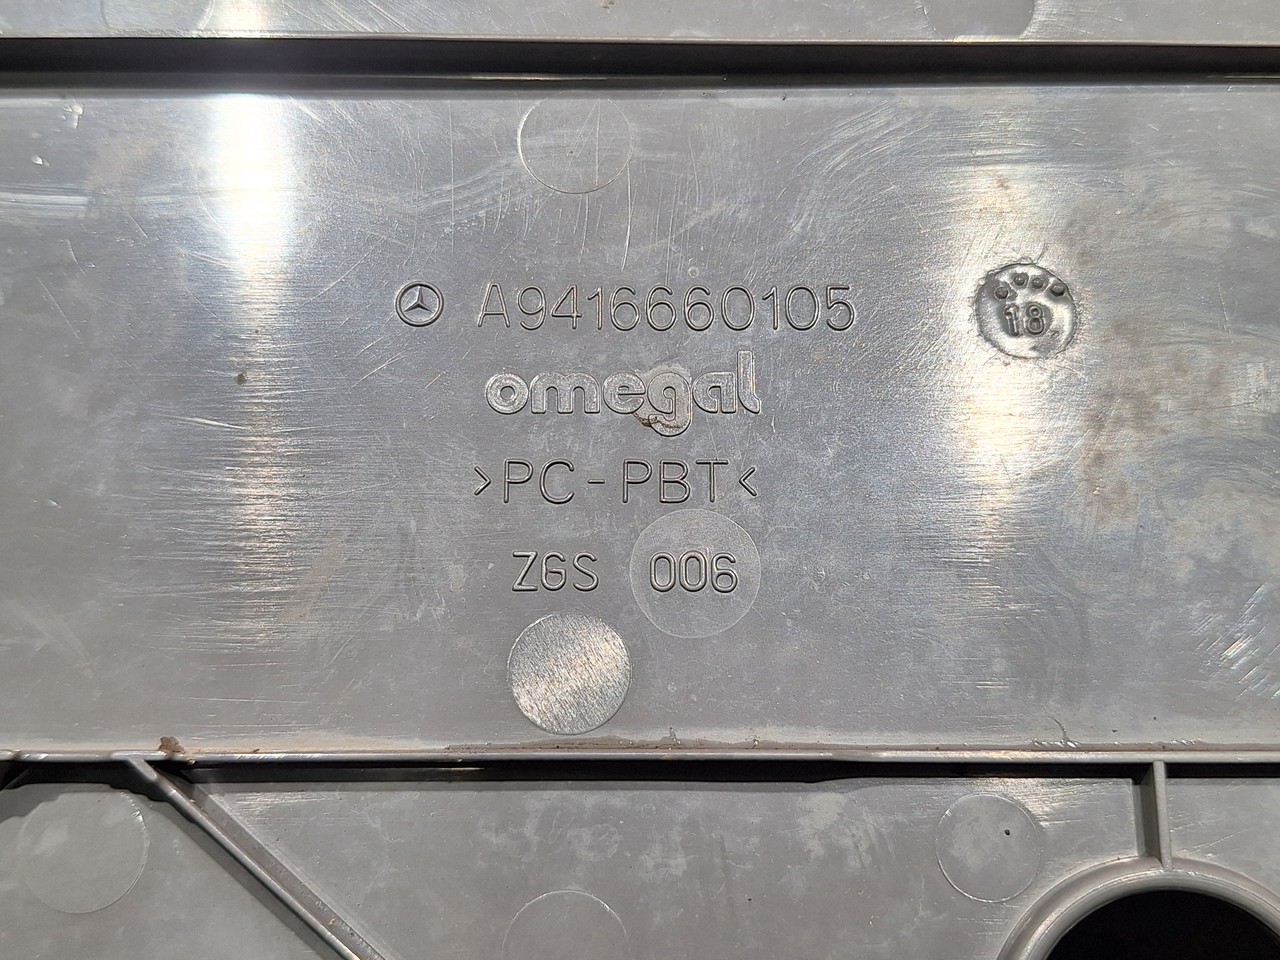 A9416660105
18
omegal
>PC-PBT<
ZGS 006